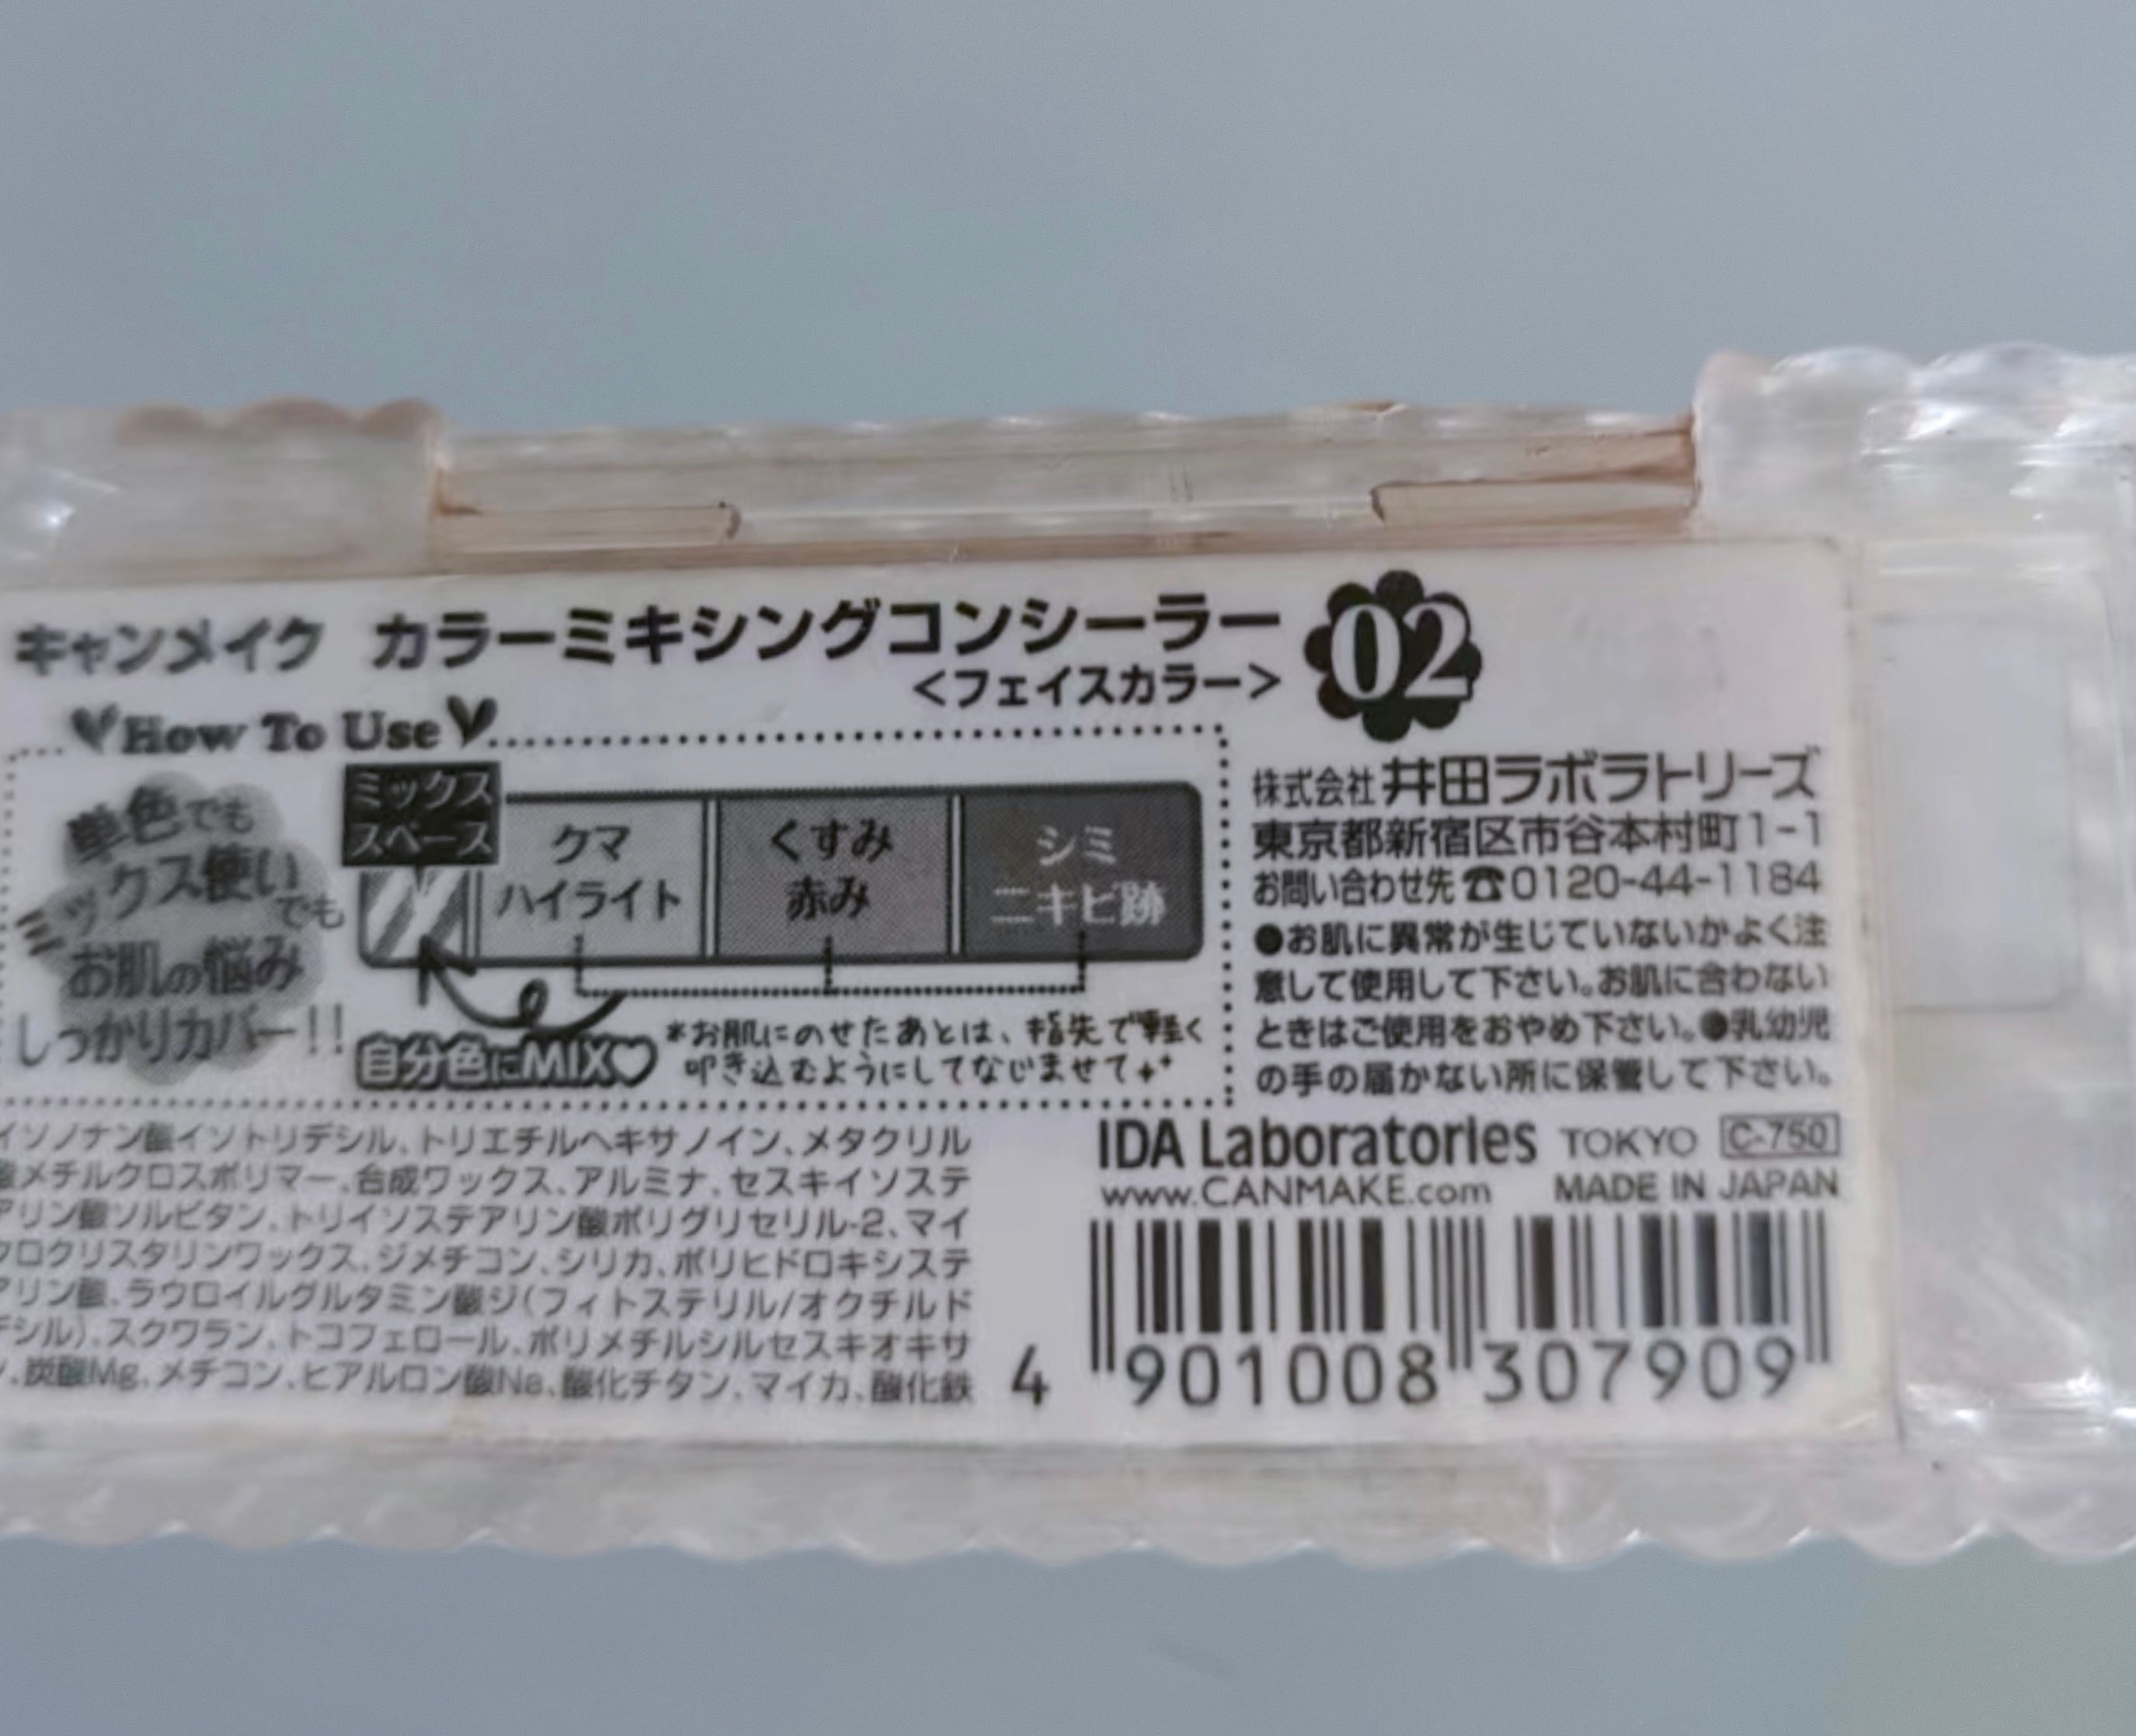 キャンメイク カラーミキシングコンシーラー
<フェイスカラー>
02
How To Use
単色でも
ミックス使い
でも
お肌の悩み
しっかりカバー!!
ミックス
スペース
クマ
ハイライト
くすみ
赤み
シミ
ニキビ跡
自分色にMIX♡
*お肌にのせたあとは、指先で軽く
叩き込むようにしてなじませて
株式会社 井田ラボラトリーズ
東京都新宿区市谷本村町1-1
お問い合わせ先☎0120-44-1184
●お肌に異常が生じていないかよく注
意して使用して下さい。お肌に合わない
ときはご使用をおやめ下さい。●乳幼児
の手の届かない所に保管して下さい。
イソノナン酸イソトリデシル、トリエチルヘキサノイン、メタクリル
酸メチルクロスポリマー、合成ワックス、アルミナ、セスキイソステ
アリン酸ソルビタン、トリイソステアリン酸ポリグリセリル-2、マイ
クロクリスタリンワックス、ジメチコン、シリカ、ポリヒドロキシステ
アリン酸、ラウロイルグルタミン酸ジ(フィトステリル/オクチルド
デシル)、スクワラン、トコフェロール、ポリメチルシルセスキオキサ
ン、炭酸Mg、メチコン、ヒアルロン酸Na、酸化チタン、マイカ、酸化鉄
IDA Laboratories TOKYO C-750
www.CANMAKE.com MADE IN JAPAN
4 901008 307909